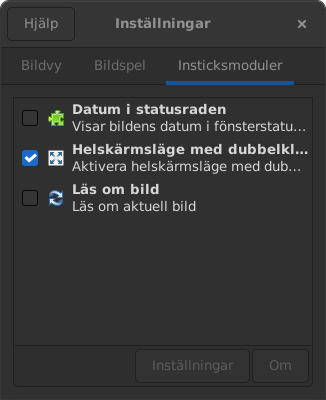 Hjälp
Inställningar
Bildvy
Bildspel
Insticksmoduler
Datum i statusraden
Visar bildens datum i fönsterstatu...
Helskärmsläge med dubbelkl...
Aktivera helskärmsläge med dub...
Läs om bild
Läs om aktuell bild
Inställningar
Om